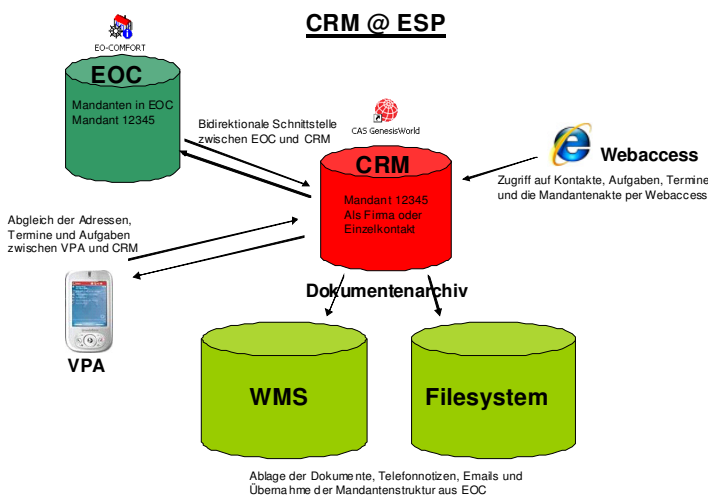 CRM @ ESP
EO-COMFORT
EOC
Mandanten in EOC
Mandant 12345
Bidirektionale Schnittstelle
zwischen EOC und CRM
CAS GenesisWorld
CRM
Mandant 12345
Als Firma oder
Einzelkontakt
Webaccess
Zugriff auf Kontakte, Aufgaben, Termine
und die Mandantenakte per Webaccess
Abgleich der Adressen,
Termine und Aufgaben
zwischen VPA und CRM
VPA
Dokumentenarchiv
WMS
Filesystem
Ablage der Dokumente, Telefonnotizen, Emails und
Übernahme der Mandantenstruktur aus EOC